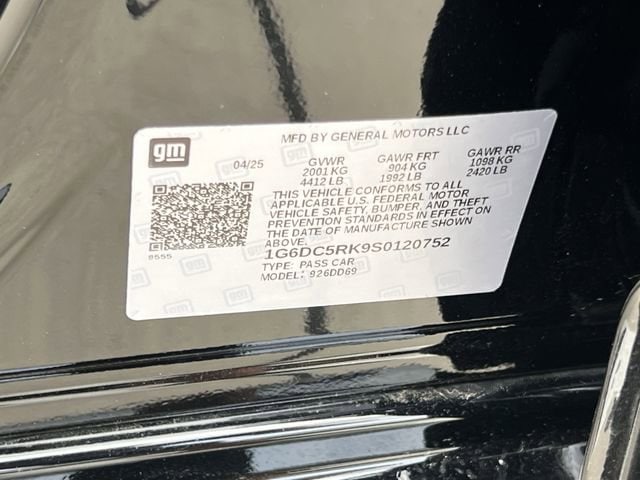 gm
MFD BY GENERAL MOTORS LLC
04/25 GVWR GAWR FRT GAWR RR
2001 KG 904 KG 1098 KG
4412 LB 1992 LB 2420 LB
THIS VEHICLE CONFORMS TO ALL
APPLICABLE U.S. FEDERAL MOTOR
VEHICLE SAFETY, BUMPER, AND THEFT
PREVENTION STANDARDS IN EFFECT ON
THE DATE OF MANUFACTURE SHOWN
ABOVE.
9555
1G6DC5RK9S0120752
TYPE: PASS CAR
MODEL: 926DD69